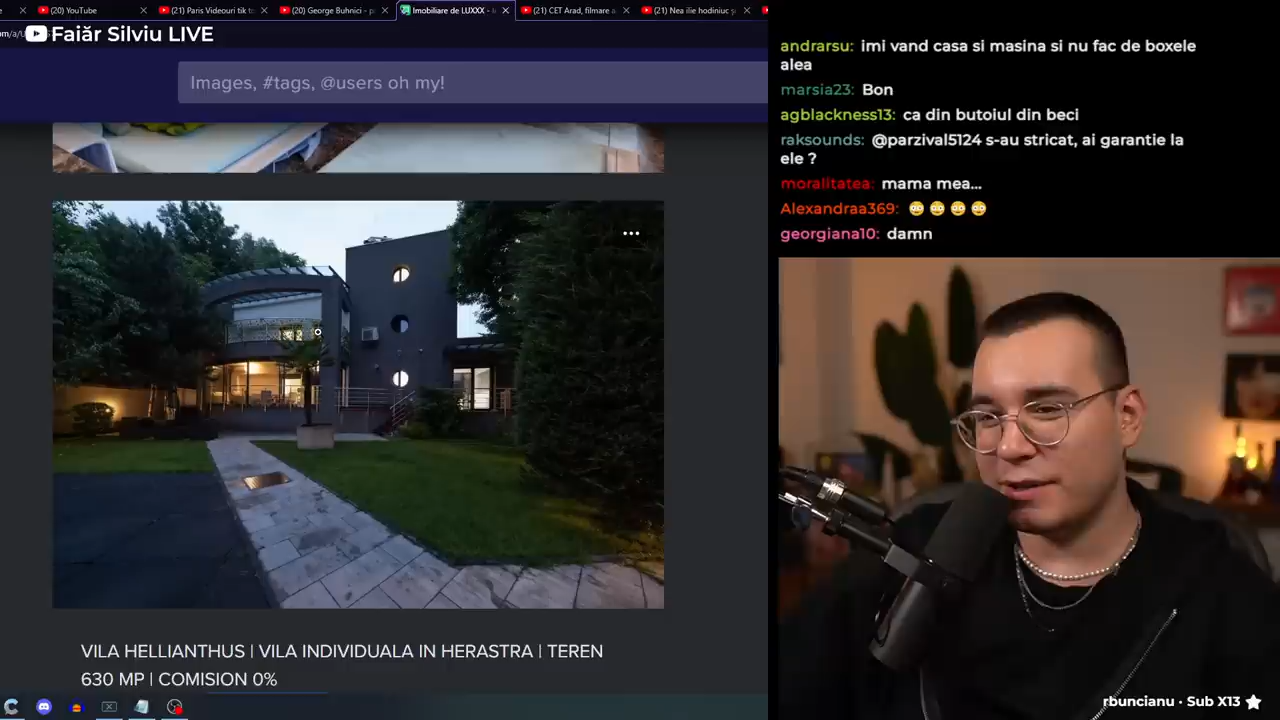 (20) YouTube
(21) Paris Videouri tik t
(20) George Buhnici - p
Imobiliare de LUXXX -
(21) CET Arad, filmare a
(21) Nea ilie hodiniuc ș
Faiăr Silviu LIVE
Images, #tags, @users oh my!
VILA HELLIANTHUS | VILA INDIVIDUALA IN HERASTRA | TEREN
630 MP | COMISION 0%
andrarsu: imi vand casa si masina si nu fac de boxele
alea
marsia23: Bon
agblackness13: ca din butoiul din beci
raksounds: @parzival5124 s-au stricat, ai garantie la
ele ?
moralitatea: mama mea...
Alexandraa369: 😳 😳 😳 😳
georgiana10: damn
rbuncianu · Sub X13